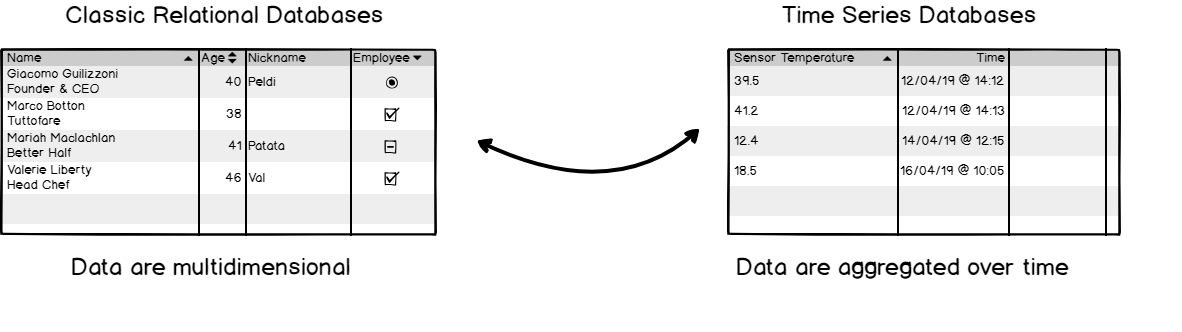 Classic Relational Databases
Time Series Databases
Name Age Nickname Employee
Giacomo Guilizzoni
Founder & CEO
40 Peldi
Marco Botton
Tuttofare
38
Mariah Maclachlan
Better Half
41 Patata
Valerie Liberty
Head Chef
46 Val
Sensor Temperature Time
39.5 12/04/19 @ 14:12
41.2 12/04/19 @ 14:13
12.4 14/04/19 @ 12:15
18.5 16/04/19 @ 10:05
Data are multidimensional
Data are aggregated over time